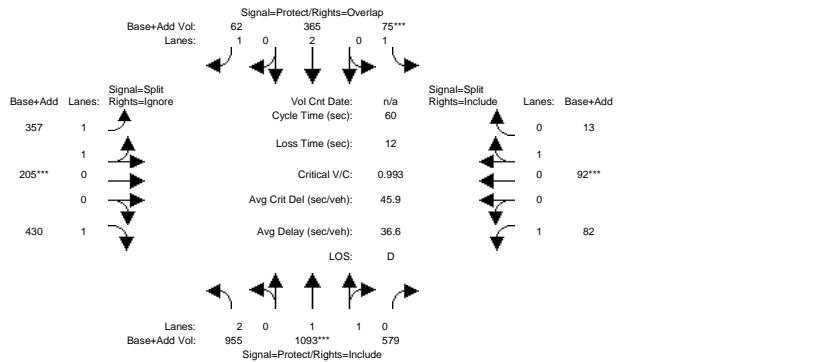 Signal=Protect/Rights=Overlap
Base+Add Vol: 62 365 75***
Lanes: 1 0 2 0 1
Signal=Split Signal=Split
Base+Add Lanes: Rights=Ignore Vol Cnt Date: n/a Rights=Include Lanes: Base+Add
Cycle Time (sec): 60
357 1 0 13
Loss Time (sec): 12
1 1
205*** 0 Critical V/C: 0.993 0 92***
0 Avg Crit Del (sec/veh): 45.9 0
430 1 Avg Delay (sec/veh): 36.6 1 82
LOS: D
Lanes: 2 0 1 1 0
Base+Add Vol: 955 1093*** 579
Signal=Protect/Rights=Include